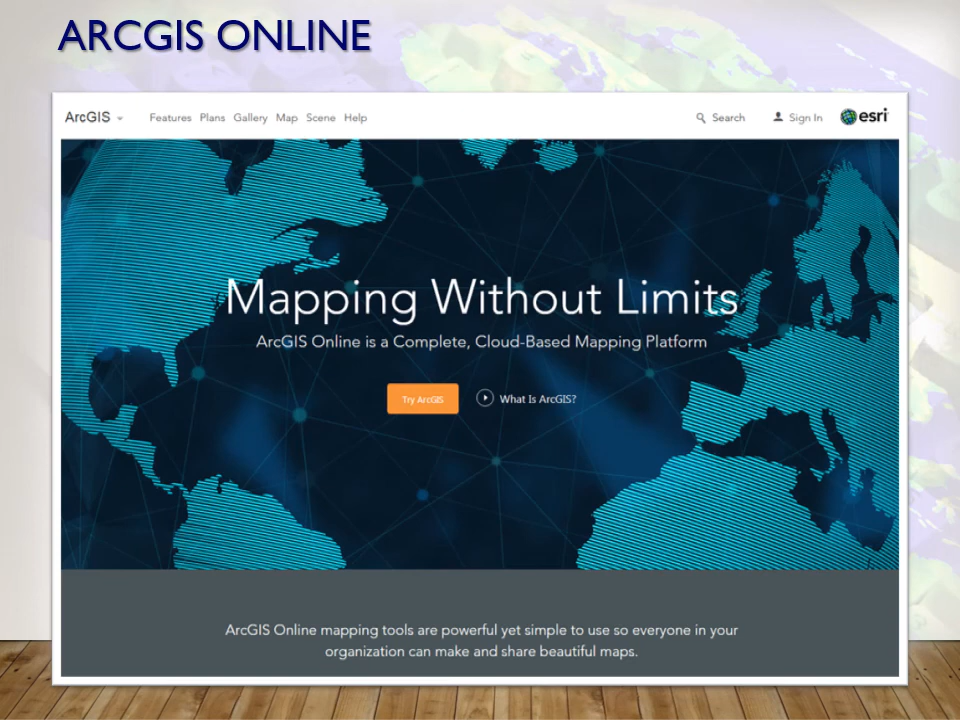 ARCGIS ONLINE
ArcGIS Features Plans Gallery Map Scene Help Search Sign In esri
Mapping Without Limits
ArcGIS Online is a Complete, Cloud-Based Mapping Platform
Try ArcGIS What Is ArcGIS?
ArcGIS Online mapping tools are powerful yet simple to use so everyone in your
organization can make and share beautiful maps.